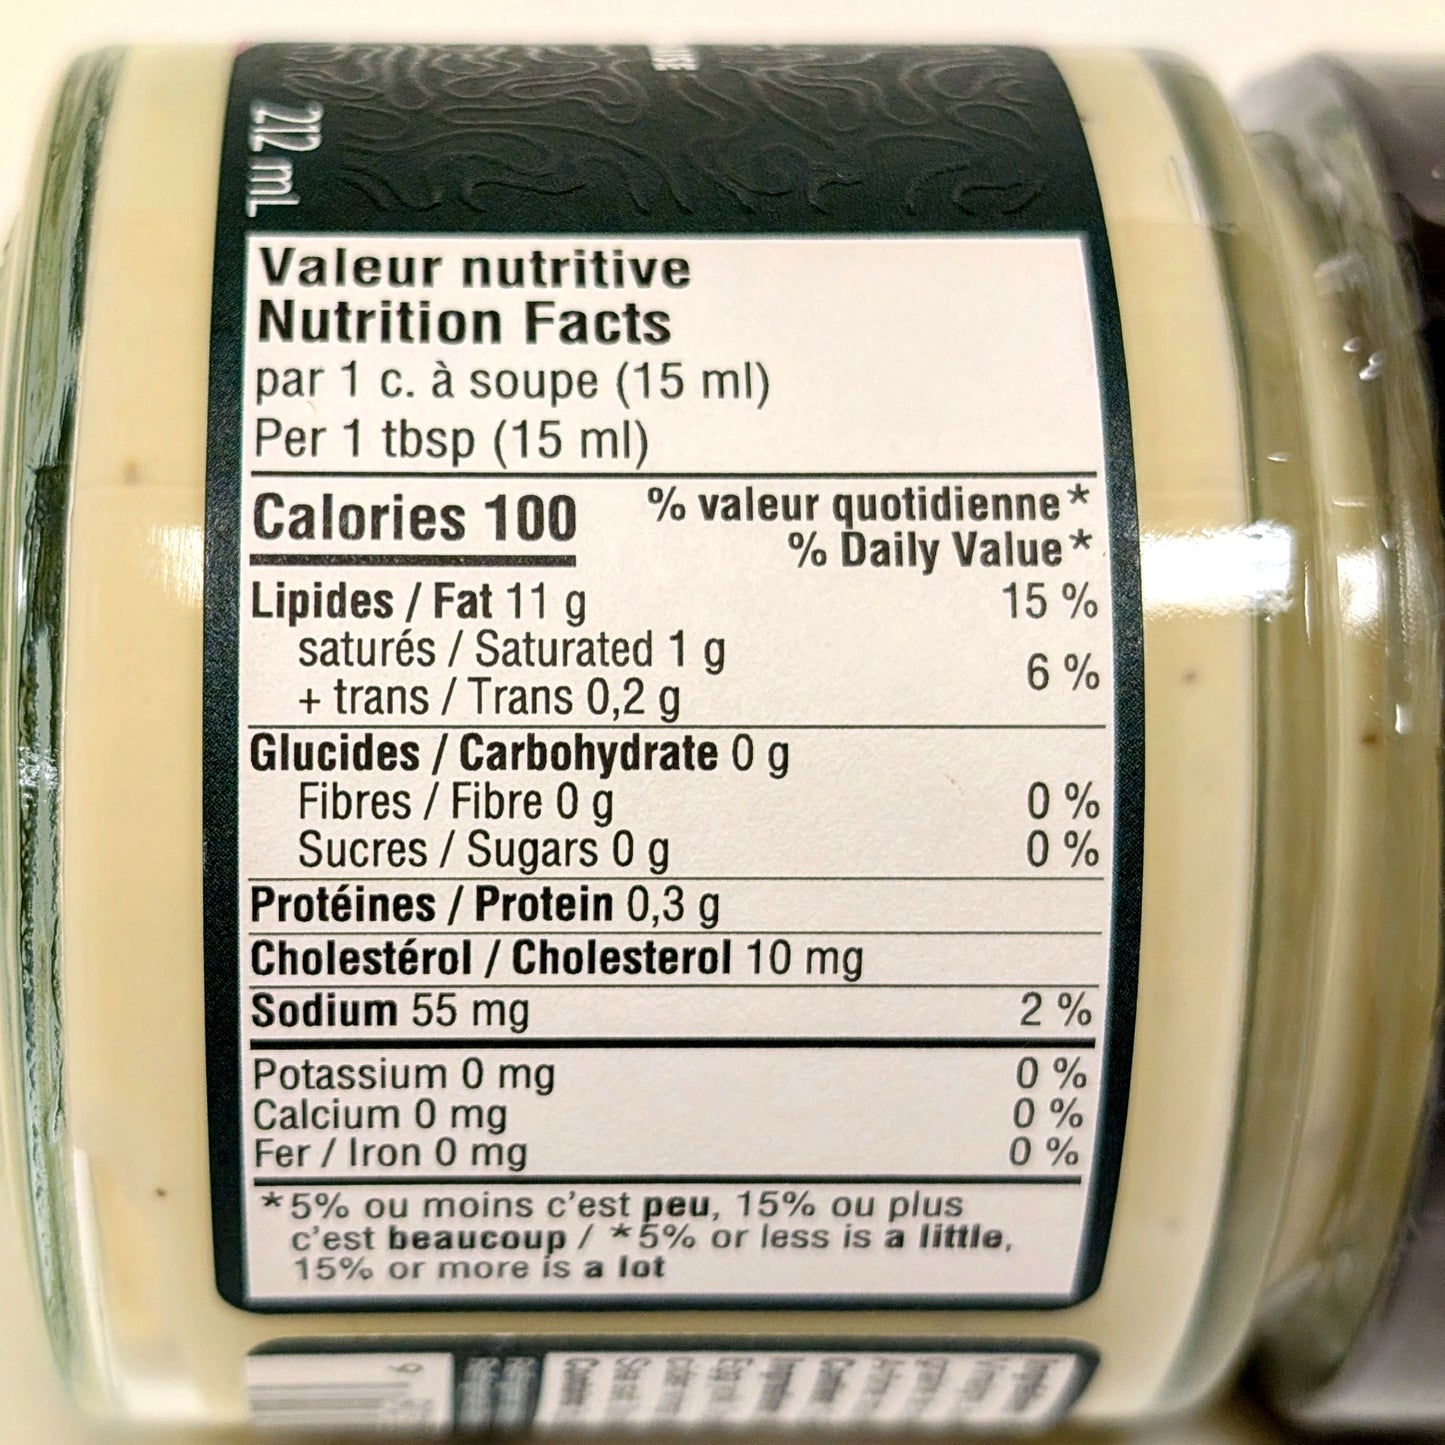 212 mL
Valeur nutritive
Nutrition Facts
par 1 c. à soupe (15 ml)
Per 1 tbsp (15 ml)
Calories 100
% valeur quotidienne*
% Daily Value*
Lipides / Fat 11 g 15 %
saturés / Saturated 1 g
+ trans / Trans 0,2 g 6 %
Glucides / Carbohydrate 0 g
Fibres / Fibre 0 g 0 %
Sucres / Sugars 0 g 0 %
Protéines / Protein 0,3 g
Cholestérol / Cholesterol 10 mg
Sodium 55 mg 2 %
Potassium 0 mg 0 %
Calcium 0 mg 0 %
Fer / Iron 0 mg 0 %
*5% ou moins c'est peu, 15% ou plus
c'est beaucoup / *5% or less is a little,
15% or more is a lot